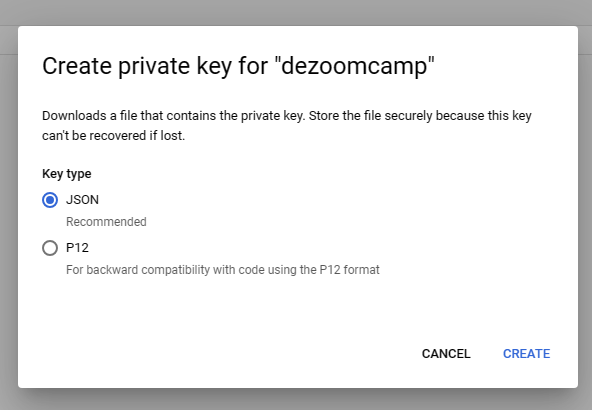 Create private key for "dezoomcamp"
Downloads a file that contains the private key. Store the file securely because this key
can't be recovered if lost.
Key type
JSON
Recommended
P12
For backward compatibility with code using the P12 format
CANCEL CREATE